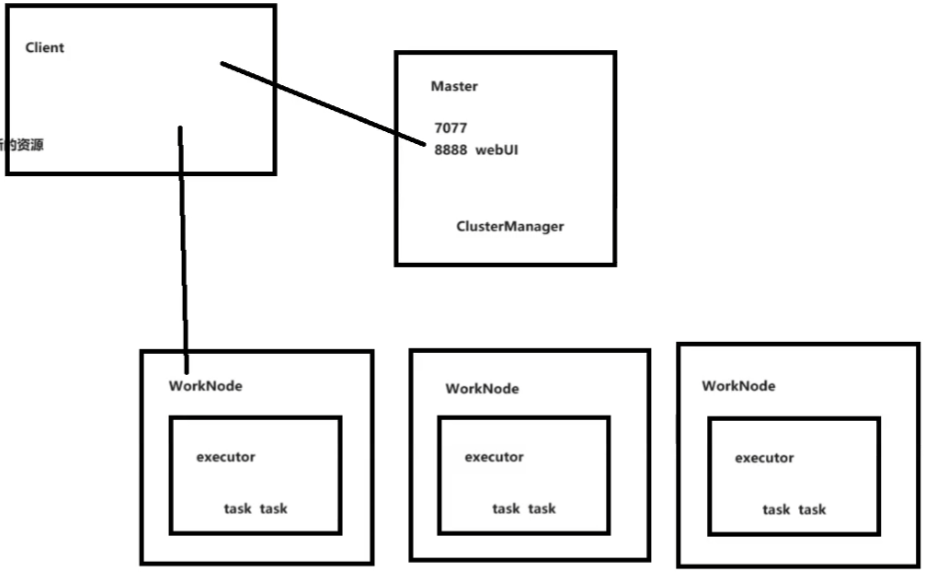 Client
Master
7077
的资源
8888 webUI
ClusterManager
WorkNode
WorkNode
WorkNode
executor
executor
executor
task task
task task
task task